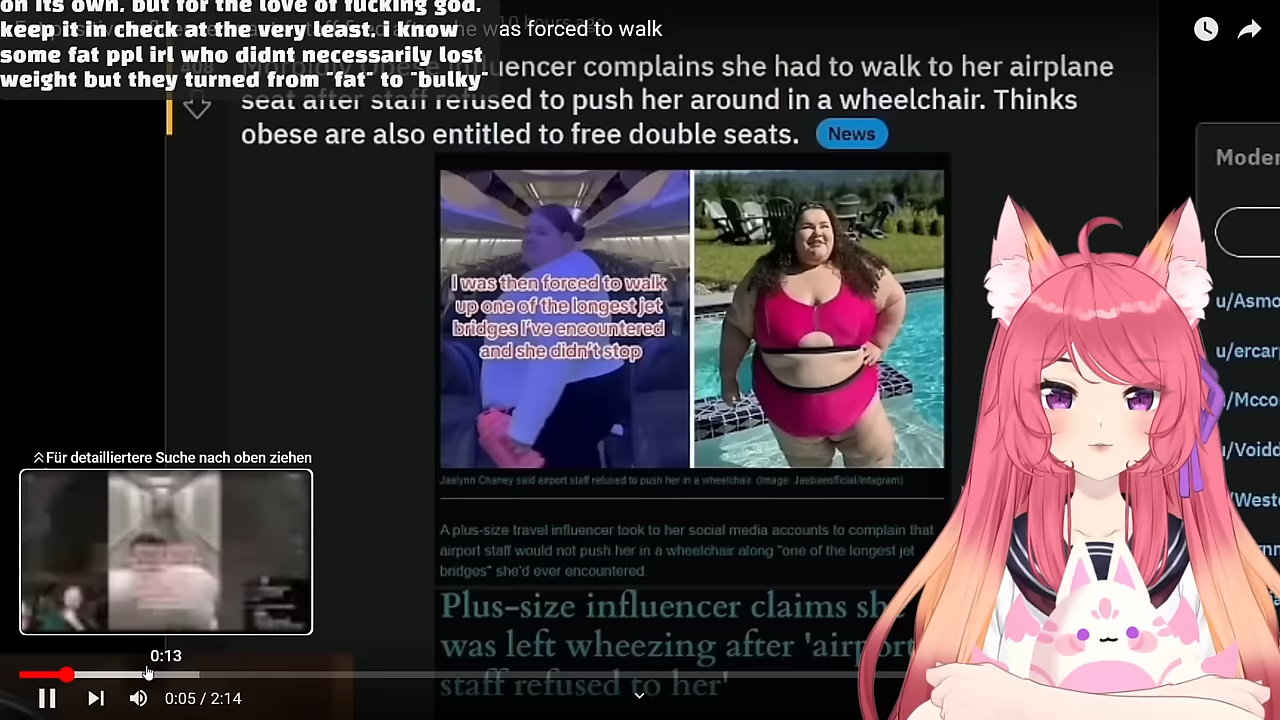 on its own. but for the love of fucking god.
keep it in check at the very least. i know
some fat ppl irl who didnt necessarily lost
weight but they turned from "fat" to "bulky"
she was forced to walk
uencer complains she had to walk to her airplane
seat after staff refused to push her around in a wheelchair. Thinks
obese are also entitled to free double seats. News
Moder
I was then forced to walk
up one of the longest jet
bridges I've encountered
and she didn't stop
u/Asmo
u/ercar
/Mcco
/Voidd
/West
Für detailliertere Suche nach oben ziehen
Jaelynn Chaney said airport staff refused to push her in a wheelchair. (Image: Jaebaeofficial/Intagram)
A plus-size travel influencer took to her social media accounts to complain that
airport staff would not push her in a wheelchair along "one of the longest jet
bridges" she'd ever encountered.
Plus-size influencer claims she
was left wheezing after 'airport
staff refused to her'
0:13
0:05 / 2:14